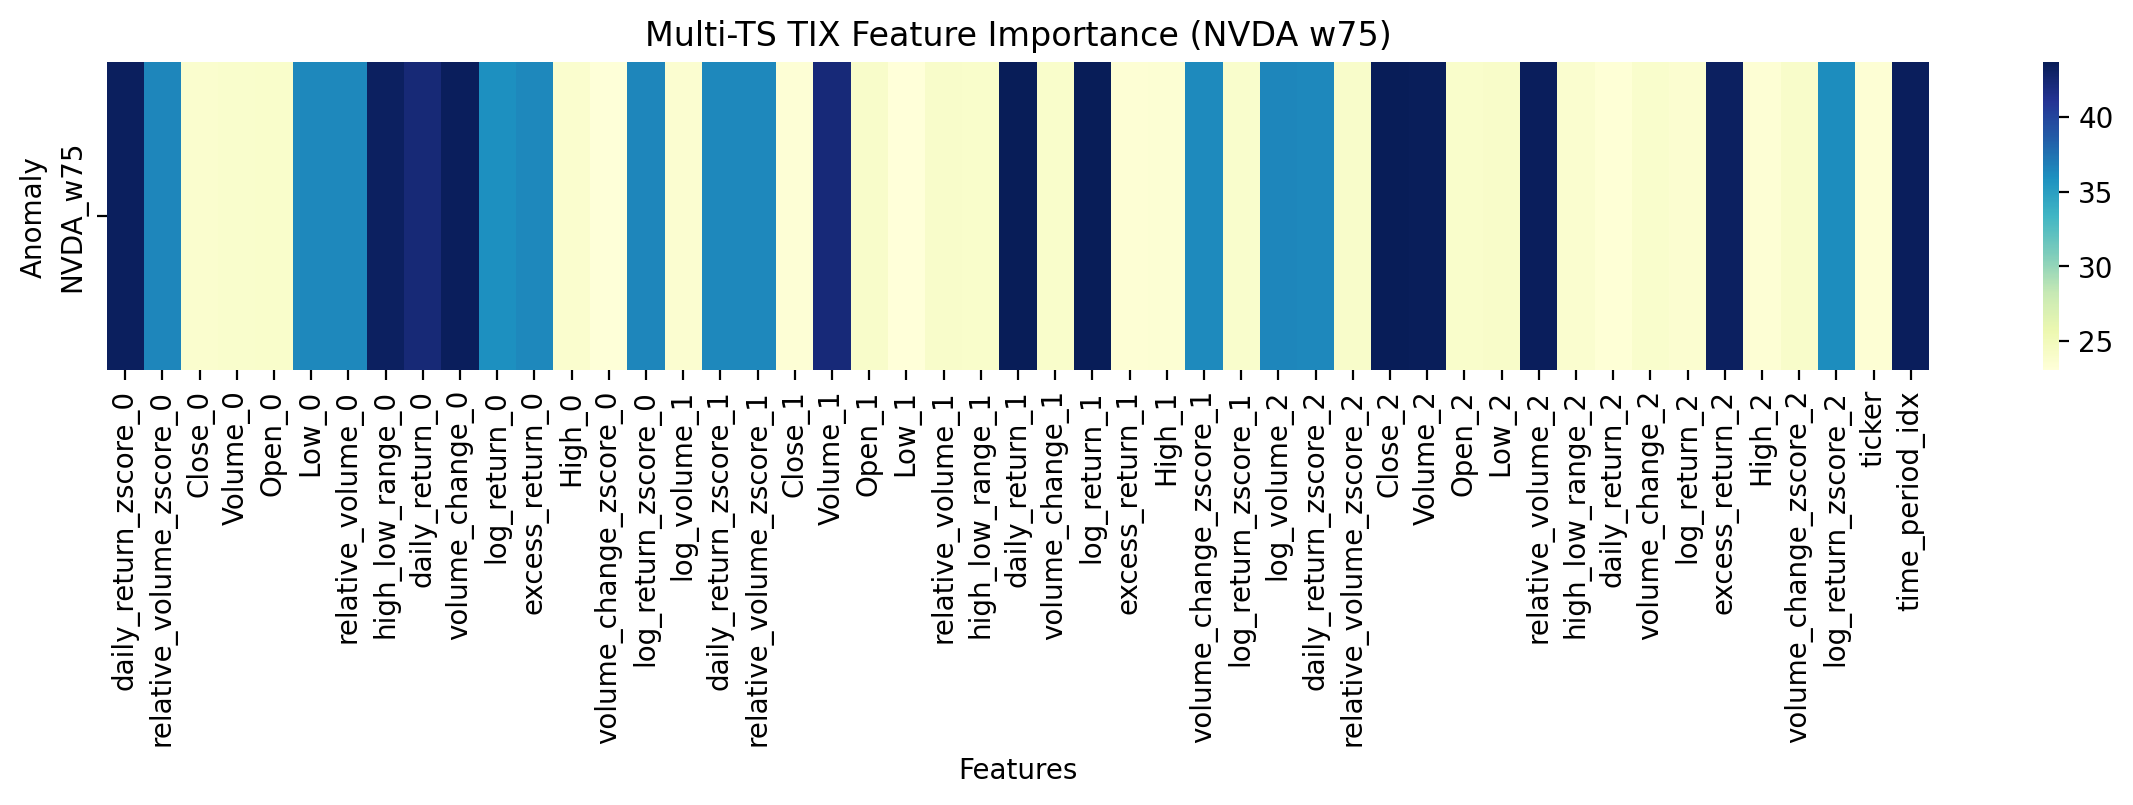 Multi-TS TIX Feature Importance (NVDA w75)
Anomaly
NVDA_w75
40
35
30
25
daily_return_zscore_0
relative_volume_zscore_0
Close_0
Volume_0
Open_0
Low_0
relative_volume_0
high_low_range_0
daily_return_0
volume_change_0
log_return_0
excess_return_0
High_0
volume_change_zscore_0
log_return_zscore_0
log_volume_1
daily_return_zscore_1
relative_volume_zscore_1
Close_1
Volume_1
Open_1
Low_1
relative_volume_1
high_low_range_1
daily_return_1
volume_change_1
log_return_1
excess_return_1
High_1
volume_change_zscore_1
log_return_zscore_1
log_volume_2
daily_return_zscore_2
relative_volume_zscore_2
Close_2
Volume_2
Open_2
Low_2
relative_volume_2
high_low_range_2
daily_return_2
volume_change_2
log_return_2
excess_return_2
High_2
volume_change_zscore_2
log_return_zscore_2
ticker
time_period_idx
Features